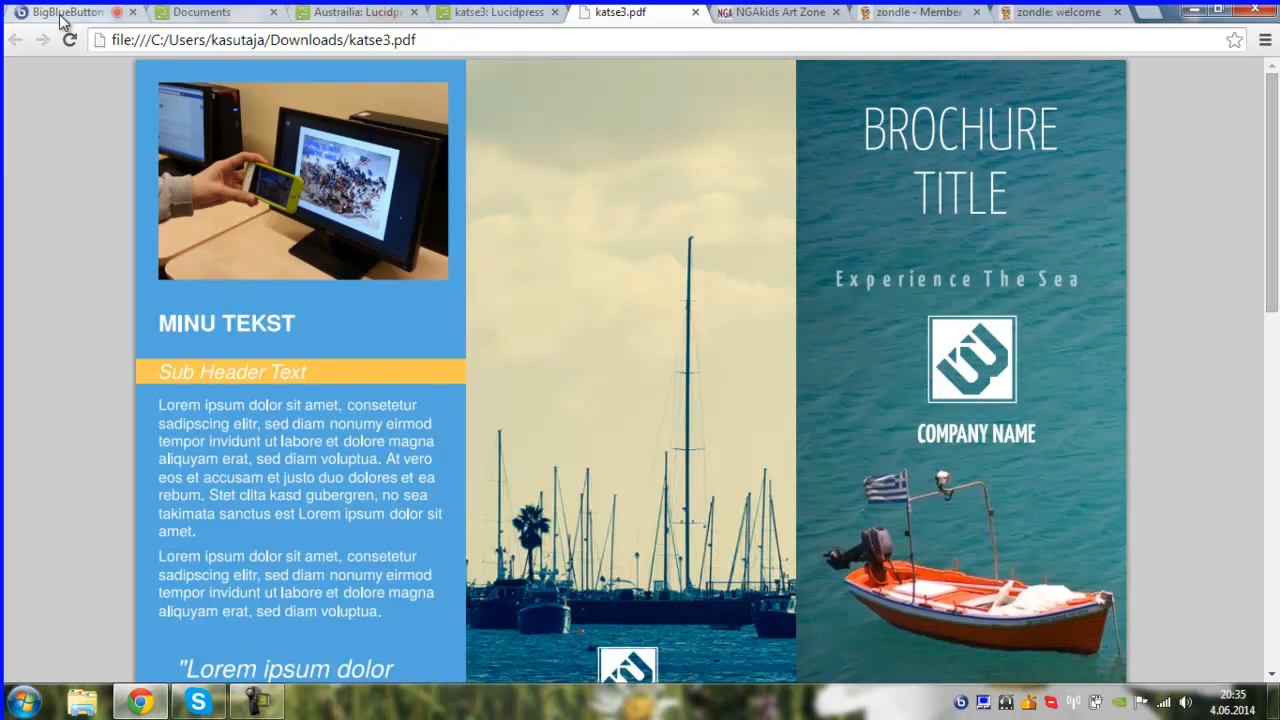 BigBlueButton
Documents
Austrailia: Lucidp
katse3: Lucidpress
katse3.pdf
NGA NGAkids Art Zone
zondle - Member
zondle: welcome
file:///C:/Users/kasutaja/Downloads/katse3.pdf
MINU TEKST
Sub Header Text
Lorem ipsum dolor sit amet, consetetur
sadipscing elitr, sed diam nonumy eirmod
tempor invidunt ut labore et dolore magna
aliquyam erat, sed diam voluptua. At vero
eos et accusam et justo duo dolores et ea
rebum. Stet clita kasd gubergren, no sea
takimata sanctus est Lorem ipsum dolor sit
amet.
Lorem ipsum dolor sit amet, consetetur
sadipscing elitr, sed diam nonumy eirmod
tempor invidunt ut labore et dolore magna
aliquyam erat, sed diam voluptua.
"Lorem ipsum dolor
BROCHURE
TITLE
Experience The Sea
COMPANY NAME
20:35
4.06.2014